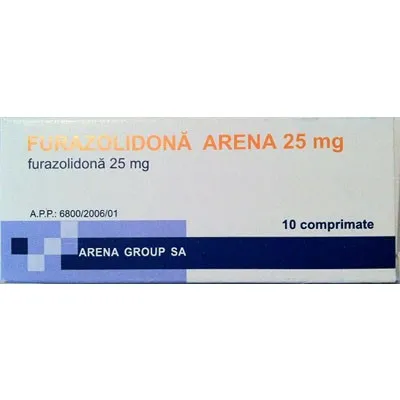 FURAZOLIDONĂ ARENA 25 mg
furazolidonă 25 mg
A.P.P.: 6800/2006/01
10 comprimate
ARENA GROUP SA